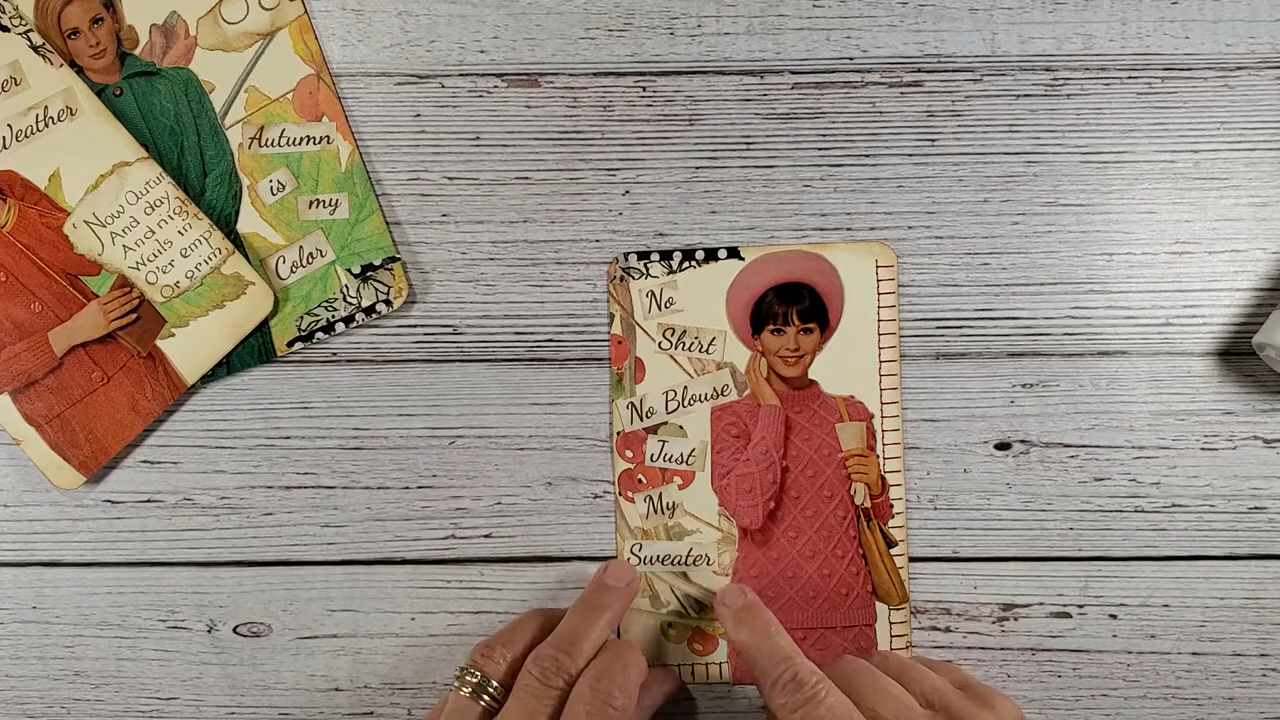 Weather
Now Autum
And day
And nigh
Wails in t
O'er emp
Or grim
Autumn
is
my
Color
No
Shirt
No Blouse
Just
My
Sweater